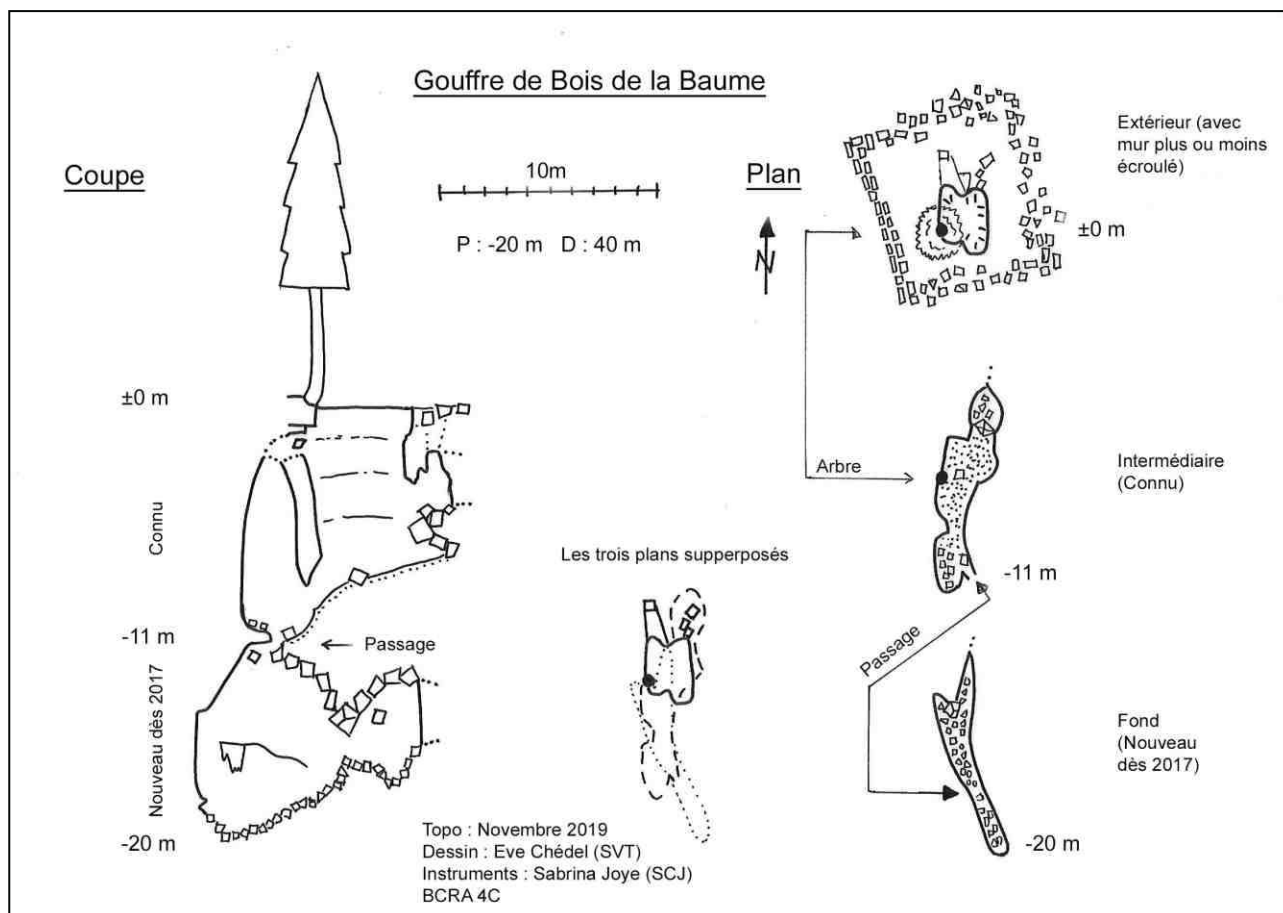 Gouffre de Bois de la Baume
Coupe
10m
P : -20 m D : 40 m
Plan
N
Extérieur (avec
mur plus ou moins
écroulé)
±0 m
±0 m
Arbre
Intermédiaire
(Connu)
Connu
Les trois plans supperposés
-11 m
-11 m
Passage
Passage
Nouveau dès 2017
Fond
(Nouveau
dès 2017)
-20 m
-20 m
Topo : Novembre 2019
Dessin : Eve Chédel (SVT)
Instruments : Sabrina Joye (SCJ)
BCRA 4C